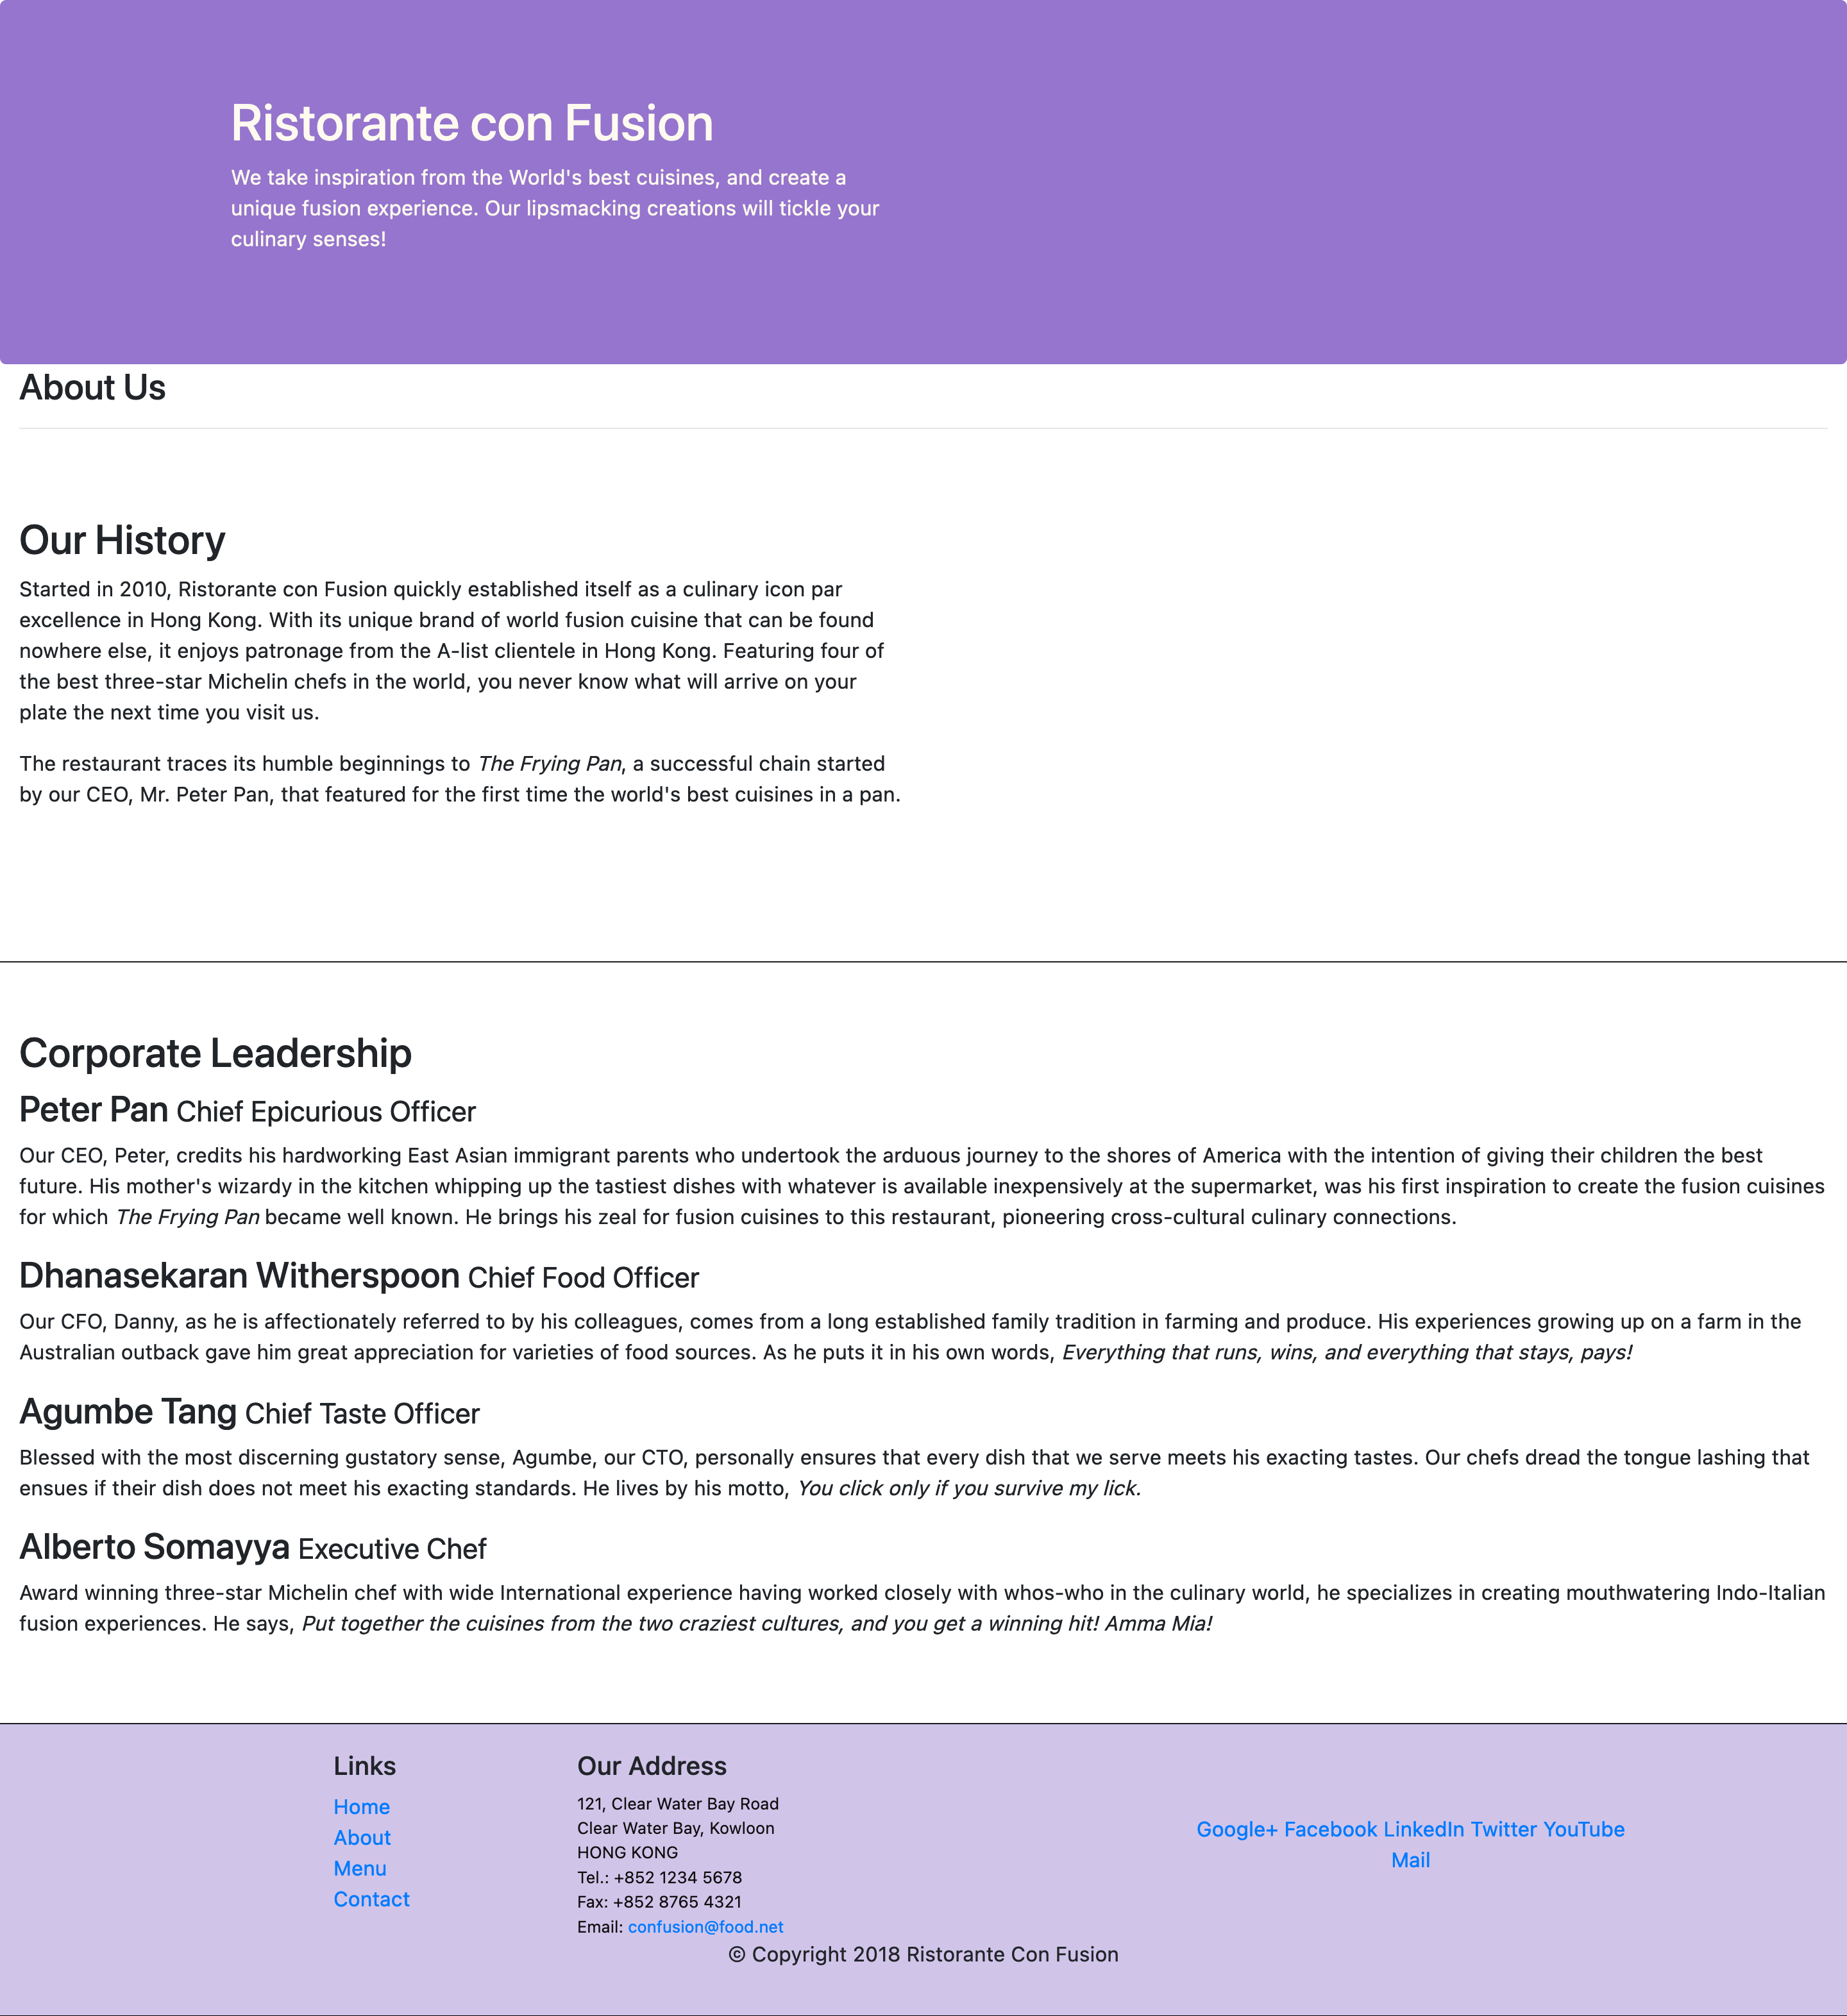 Ristorante con Fusion
We take inspiration from the World's best cuisines, and create a
unique fusion experience. Our lipsmacking creations will tickle your
culinary senses!
About Us
Our History
Started in 2010, Ristorante con Fusion quickly established itself as a culinary icon par
excellence in Hong Kong. With its unique brand of world fusion cuisine that can be found
nowhere else, it enjoys patronage from the A-list clientele in Hong Kong. Featuring four of
the best three-star Michelin chefs in the world, you never know what will arrive on your
plate the next time you visit us.
The restaurant traces its humble beginnings to The Frying Pan, a successful chain started
by our CEO, Mr. Peter Pan, that featured for the first time the world's best cuisines in a pan.
Corporate Leadership
Peter Pan Chief Epicurious Officer
Our CEO, Peter, credits his hardworking East Asian immigrant parents who undertook the arduous journey to the shores of America with the intention of giving their children the best
future. His mother's wizardy in the kitchen whipping up the tastiest dishes with whatever is available inexpensively at the supermarket, was his first inspiration to create the fusion cuisines
for which The Frying Pan became well known. He brings his zeal for fusion cuisines to this restaurant, pioneering cross-cultural culinary connections.
Dhanasekaran Witherspoon Chief Food Officer
Our CFO, Danny, as he is affectionately referred to by his colleagues, comes from a long established family tradition in farming and produce. His experiences growing up on a farm in the
Australian outback gave him great appreciation for varieties of food sources. As he puts it in his own words, Everything that runs, wins, and everything that stays, pays!
Agumbe Tang Chief Taste Officer
Blessed with the most discerning gustatory sense, Agumbe, our CTO, personally ensures that every dish that we serve meets his exacting tastes. Our chefs dread the tongue lashing that
ensues if their dish does not meet his exacting standards. He lives by his motto, You click only if you survive my lick.
Alberto Somayya Executive Chef
Award winning three-star Michelin chef with wide International experience having worked closely with whos-who in the culinary world, he specializes in creating mouthwatering Indo-Italian
fusion experiences. He says, Put together the cuisines from the two craziest cultures, and you get a winning hit! Amma Mia!
Links
Home
About
Menu
Contact
Our Address
121, Clear Water Bay Road
Clear Water Bay, Kowloon
HONG KONG
Tel.: +852 1234 5678
Fax: +852 8765 4321
Email: confusion@food.net
Google+ Facebook LinkedIn Twitter YouTube
Mail
© Copyright 2018 Ristorante Con Fusion